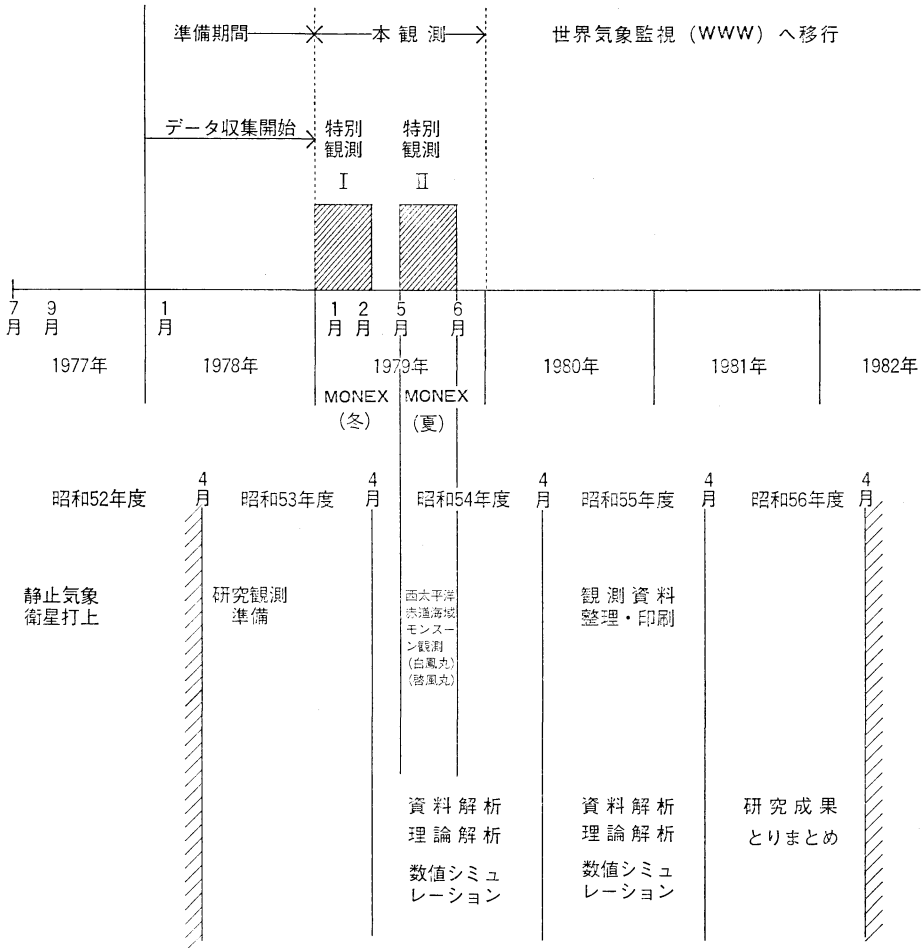 準備期間
本観測
世界気象監視(WWW)へ移行
データ収集開始
特別
観測
I
特別
観測
II
7月
9月
1月
1月
2月
5月
6月
1977年
1978年
1979年
1980年
1981年
1982年
MONEX
(冬)
MONEX
(夏)
昭和52年度
4月
昭和53年度
4月
昭和54年度
4月
昭和55年度
4月
昭和56年度
4月
静止気象
衛星打上
研究観測
準備
西太平洋
赤道海域
モンスー
ン観測
(白鳳丸)
(啓風丸)
観測資料
整理・印刷
資料解析
理論解析
数値シミュ
レーション
資料解析
理論解析
数値シミュ
レーション
研究成果
とりまとめ